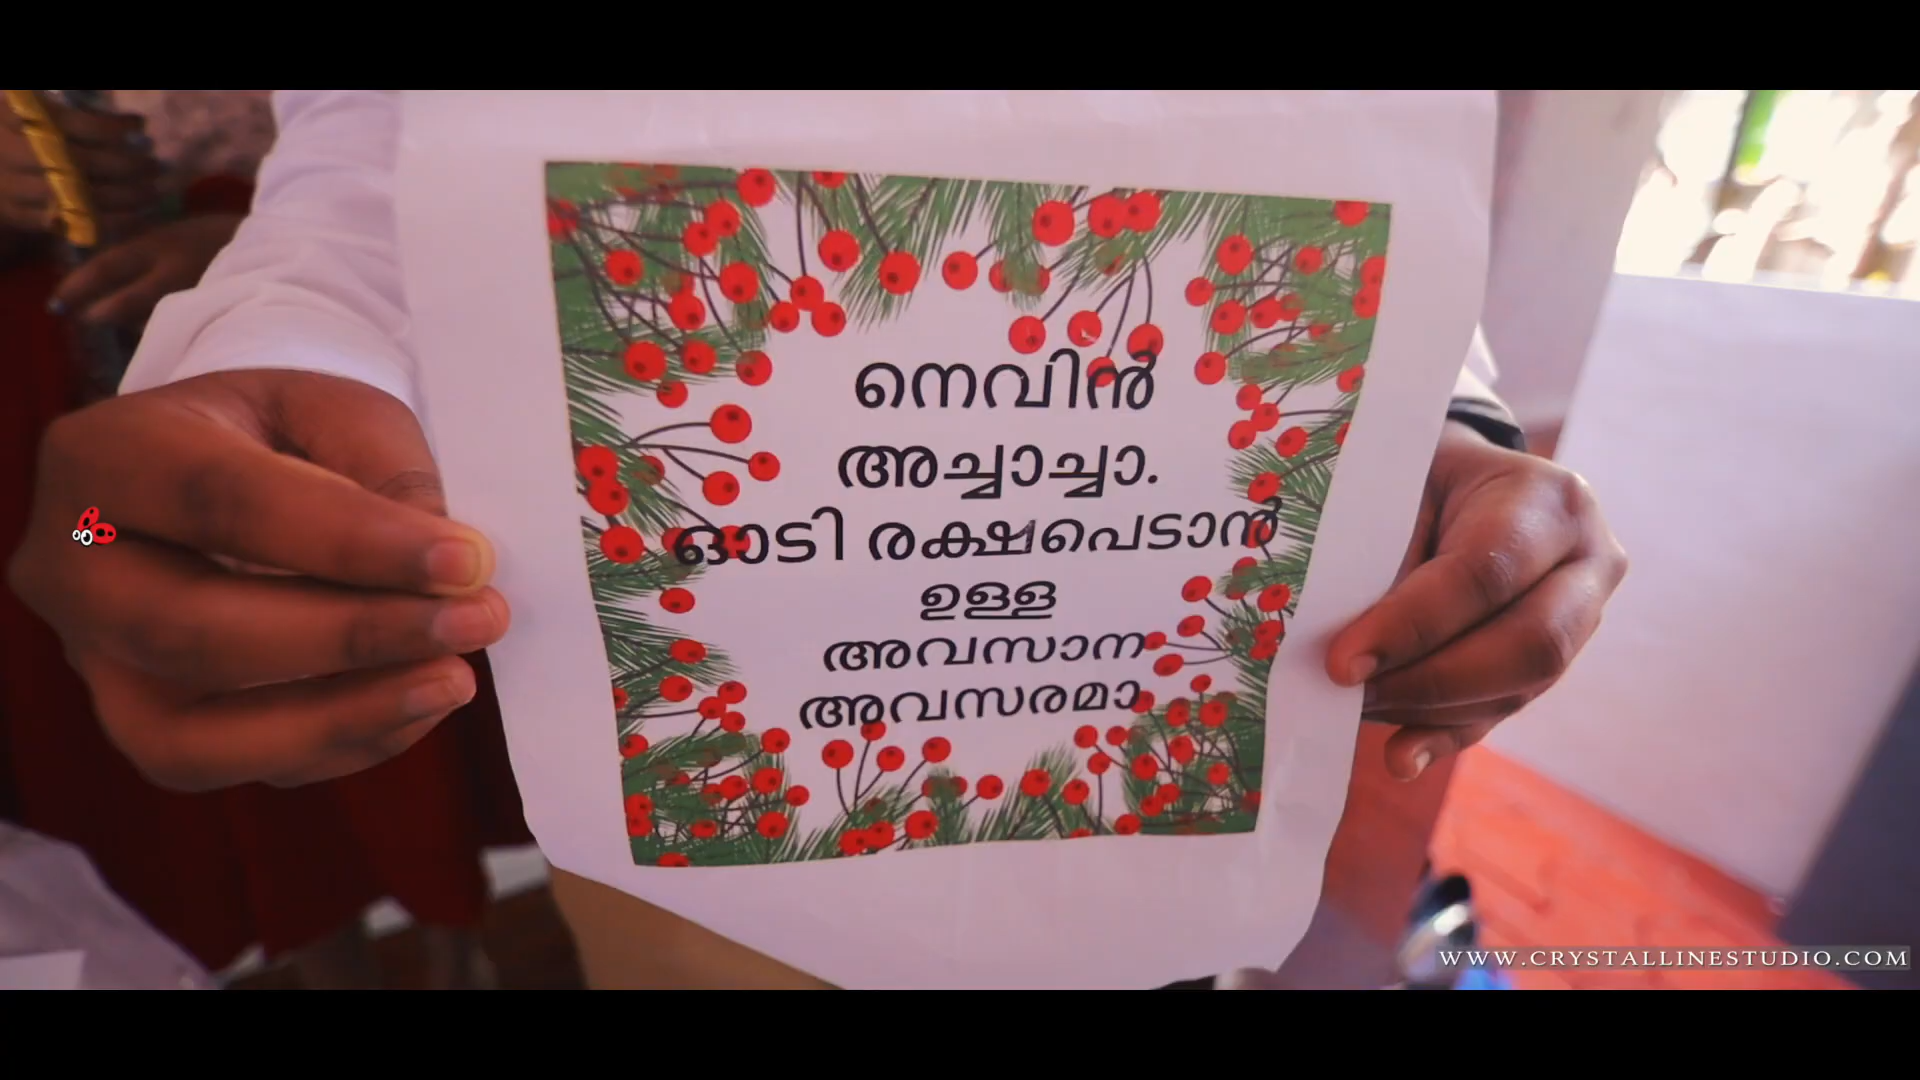 നെവിൻ
അച്ചാച്ചാ.
ഓടി രക്ഷപെടാൻ
ഉള്ള
അവസാന
അവസരമാ
WWW.CRYSTALLINESTUDIO.COM